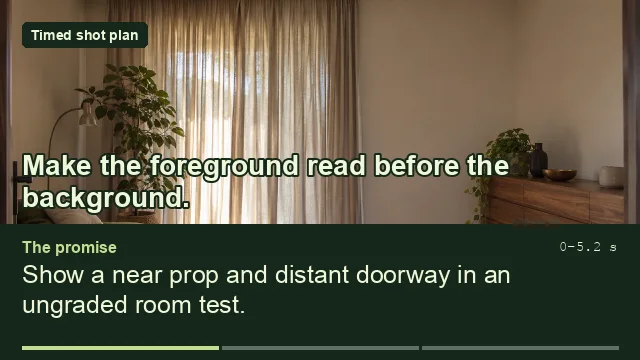 Timed shot plan
Make the foreground read before the
background.
The promise
0–5.2 s
Show a near prop and distant doorway in an
ungraded room test.